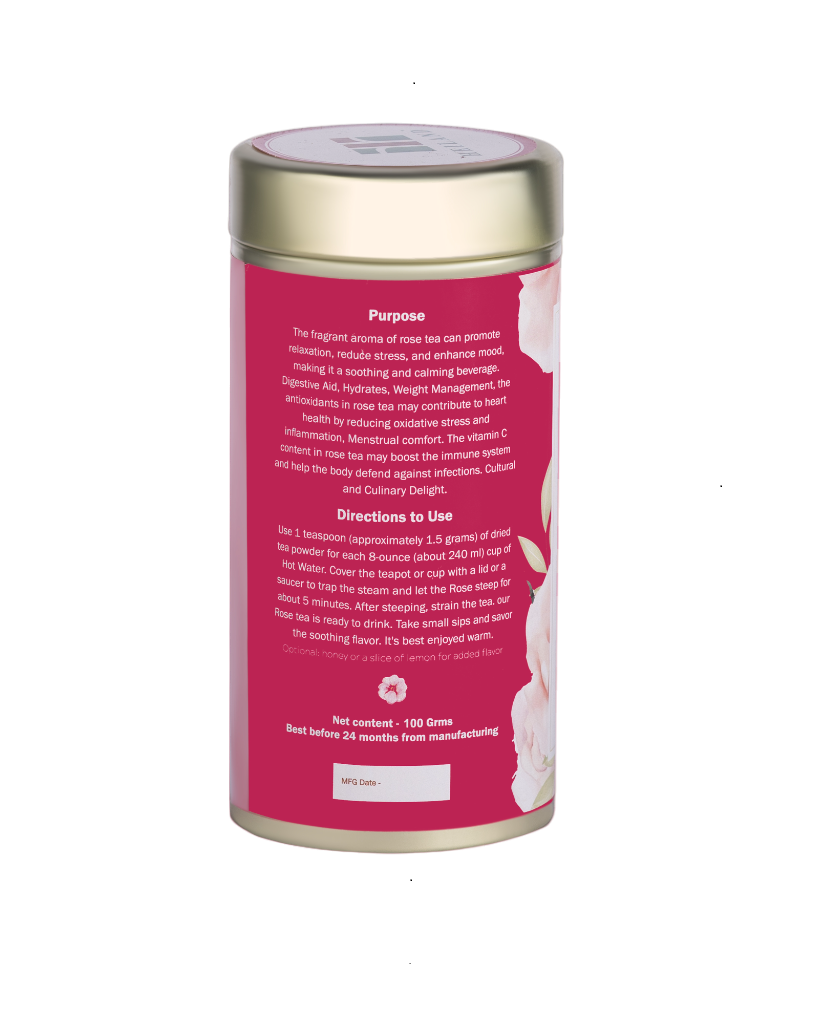 Purpose
The fragrant aroma of rose tea can promote
relaxation, reduce stress, and enhance mood,
making it a soothing and calming beverage.
Digestive Aid, Hydrates, Weight Management, the
antioxidants in rose tea may contribute to heart
health by reducing oxidative stress and
inflammation, Menstrual comfort. The vitamin C
content in rose tea may boost the immune system
and help the body defend against infections. Cultural
and Culinary Delight.
Directions to Use
Use 1 teaspoon (approximately 1.5 grams) of dried
tea powder for each 8-ounce (about 240 ml) cup of
Hot Water. Cover the teapot or cup with a lid or a
saucer to trap the steam and let the Rose steep for
about 5 minutes. After steeping, strain the tea. our
Rose tea is ready to drink. Take small sips and savor
the soothing flavor. It's best enjoyed warm.
Optional: honey or a slice of lemon for added flavor
Net content - 100 Grms
Best before 24 months from manufacturing
MFG Date -